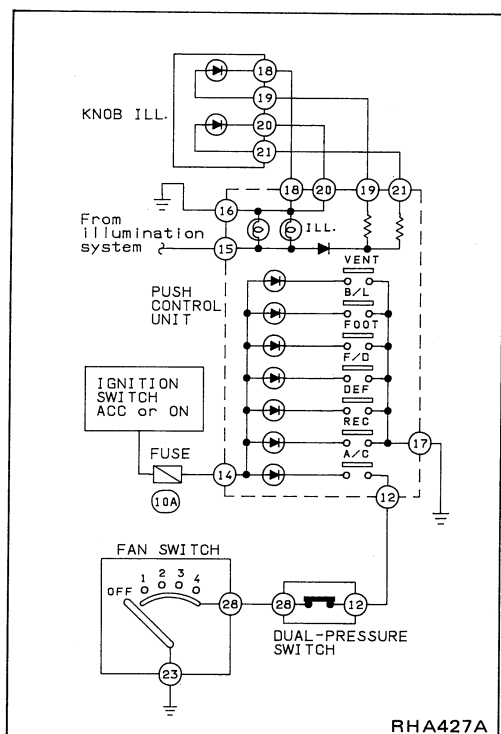 18
19
KNOB ILL.
20
21
18 20 19 21
16
ILL.
From
illumination
system
15
VENT
B/L
PUSH
CONTROL
UNIT
FOOT
F/D
DEF
IGNITION
SWITCH
ACC or ON
REC
A/C
17
FUSE
14
10A
12
FAN SWITCH
OFF 1 2 3 4
28 28 12
DUAL-PRESSURE
SWITCH
23
RHA427A